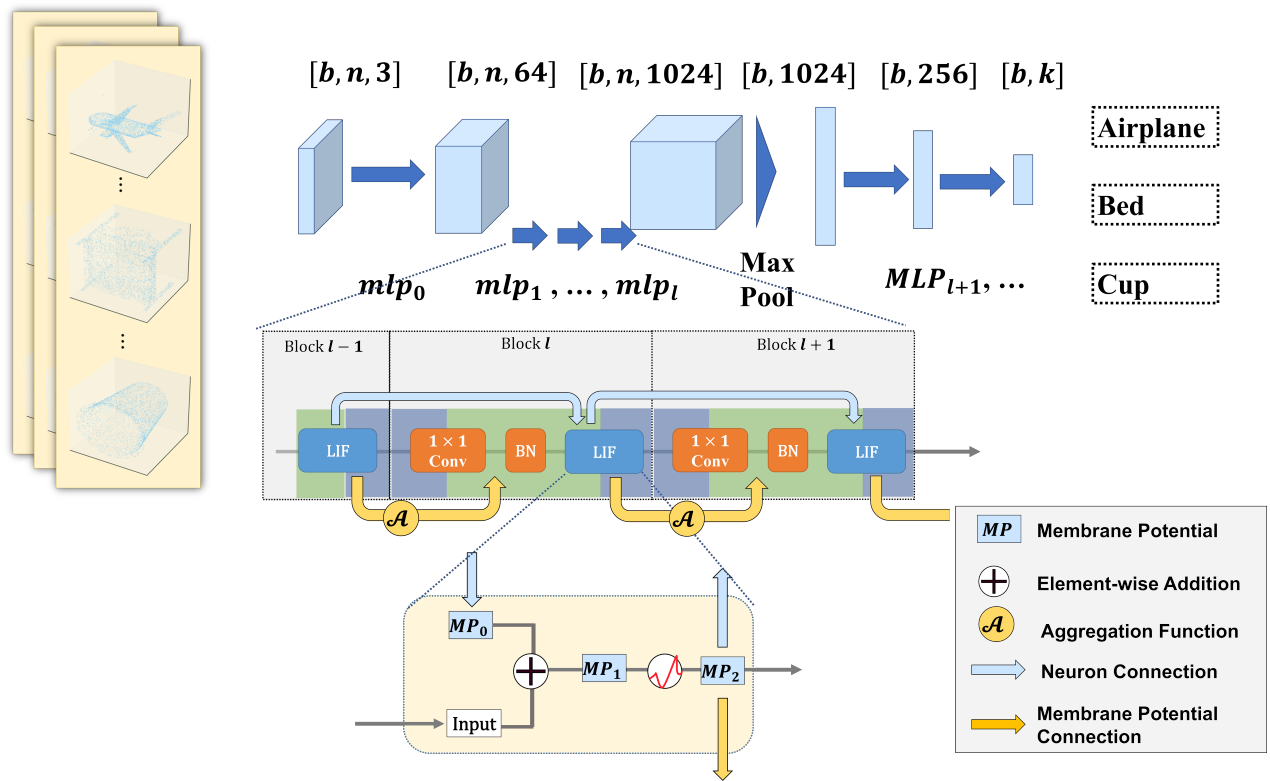 [b, n, 3]
[b, n, 64]
[b, n, 1024]
[b, 1024]
[b, 256]
[b, k]
Airplane
Bed
Cup
⋮
⋮
mlp₀
mlp₁ , … , mlpₗ
Max
Pool
MLPₗ₊₁, …
Block l − 1
Block l
Block l + 1
LIF
1 × 1
Conv
BN
LIF
1 × 1
Conv
BN
LIF
𝒜
𝒜
MP₀
MP₁
MP₂
Input
MP
Membrane Potential
Element-wise Addition
𝒜
Aggregation Function
Neuron Connection
Membrane Potential
Connection